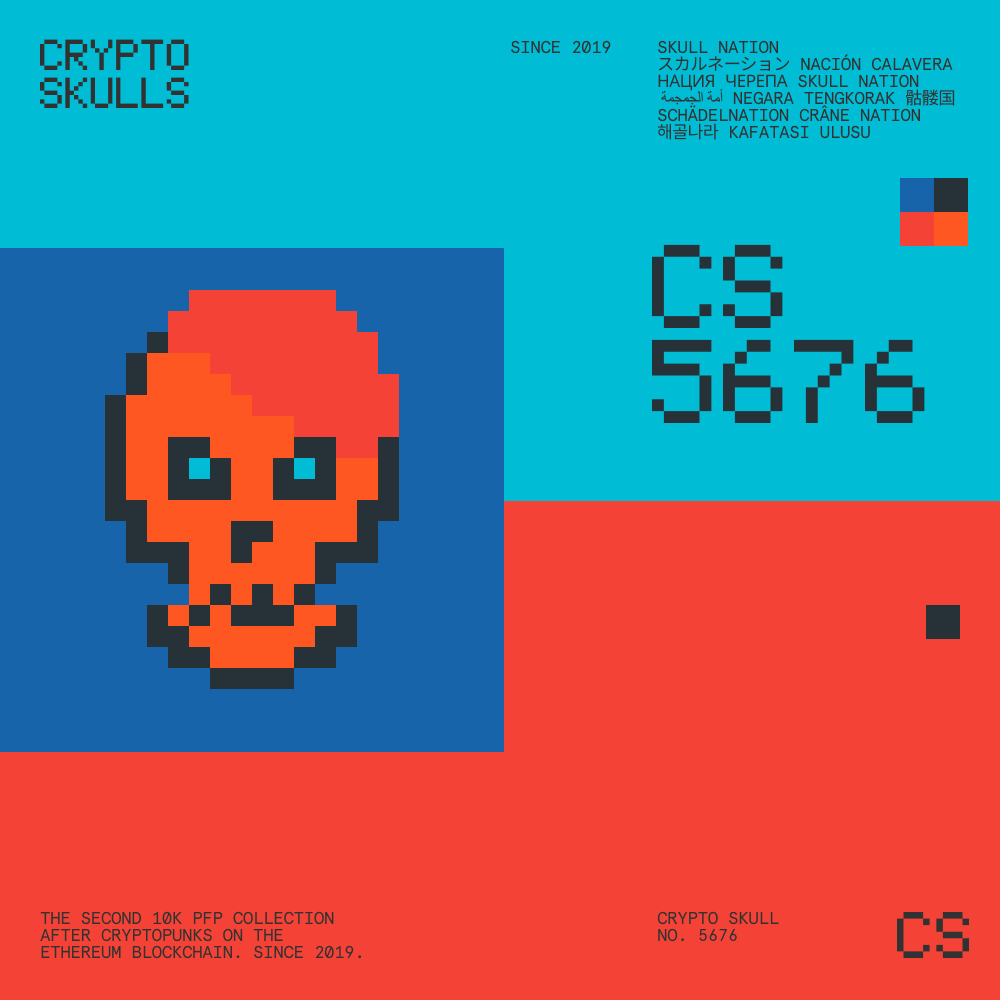 CRYPTO
SKULLS
SINCE 2019
SKULL NATION
スカルネーション NACIÓN CALAVERA
НАЦИЯ ЧЕРЕПА SKULL NATION
أمة الجمجمة NEGARA TENGKORAK 骷髅国
SCHÄDELNATION CRÂNE NATION
해골나라 KAFATASI ULUSU
CS
5676
THE SECOND 10K PFP COLLECTION
AFTER CRYPTOPUNKS ON THE
ETHEREUM BLOCKCHAIN. SINCE 2019.
CRYPTO SKULL
NO. 5676
CS